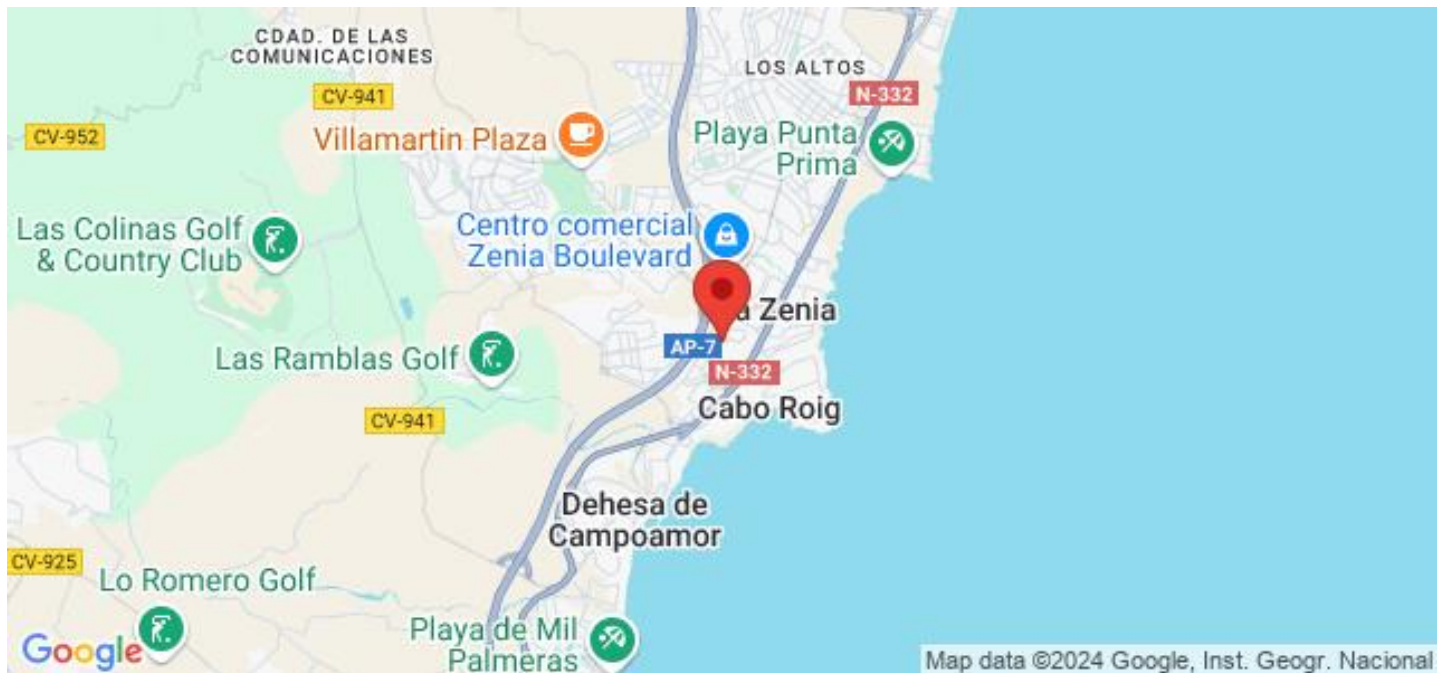 CDAD. DE LAS
COMUNICACIONES
LOS ALTOS
CV-941
N-332
CV-952
Villamartin Plaza
Playa Punta
Prima
Las Colinas Golf
& Country Club
Centro comercial
Zenia Boulevard
a Zenia
AP-7
Las Ramblas Golf
N-332
CV-941
Cabo Roig
Dehesa de
Campoamor
CV-925
Lo Romero Golf
Playa de Mil
Palmeras
Google
Map data ©2024 Google, Inst. Geogr. Nacional